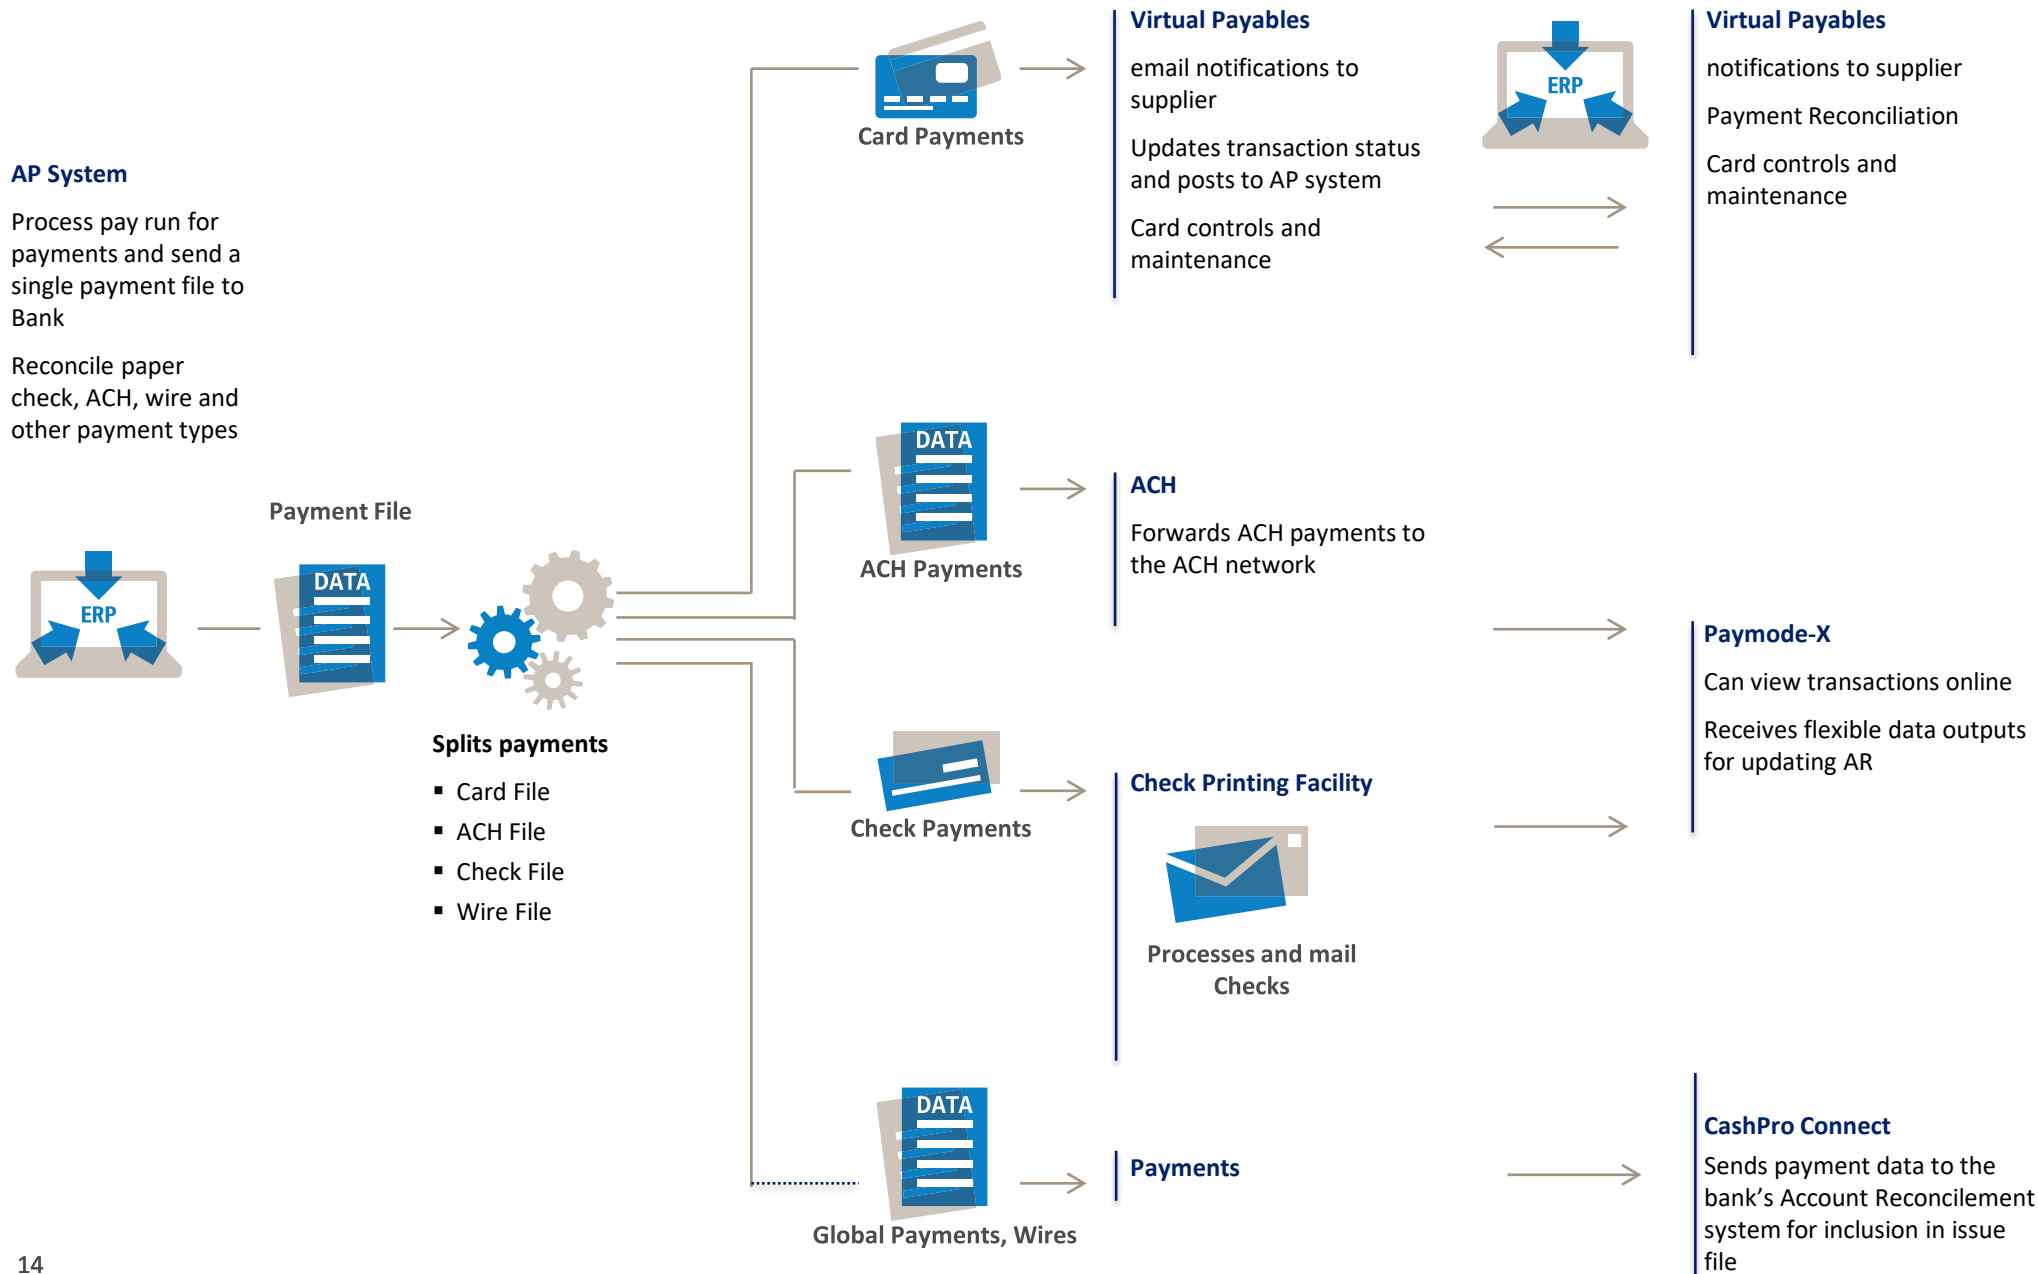 AP System
Process pay run for
payments and send a
single payment file to
Bank
Reconcile paper
check, ACH, wire and
other payment types
ERP
Payment File
DATA
Splits payments
▪ Card File
▪ ACH File
▪ Check File
▪ Wire File
Card Payments
Virtual Payables
email notifications to
supplier
Updates transaction status
and posts to AP system
Card controls and
maintenance
ERP
Virtual Payables
notifications to supplier
Payment Reconciliation
Card controls and
maintenance
DATA
ACH Payments
ACH
Forwards ACH payments to
the ACH network
Check Payments
Check Printing Facility
Processes and mail
Checks
Paymode-X
Can view transactions online
Receives flexible data outputs
for updating AR
DATA
Global Payments, Wires
Payments
CashPro Connect
Sends payment data to the
bank’s Account Reconcilement
system for inclusion in issue
file
14